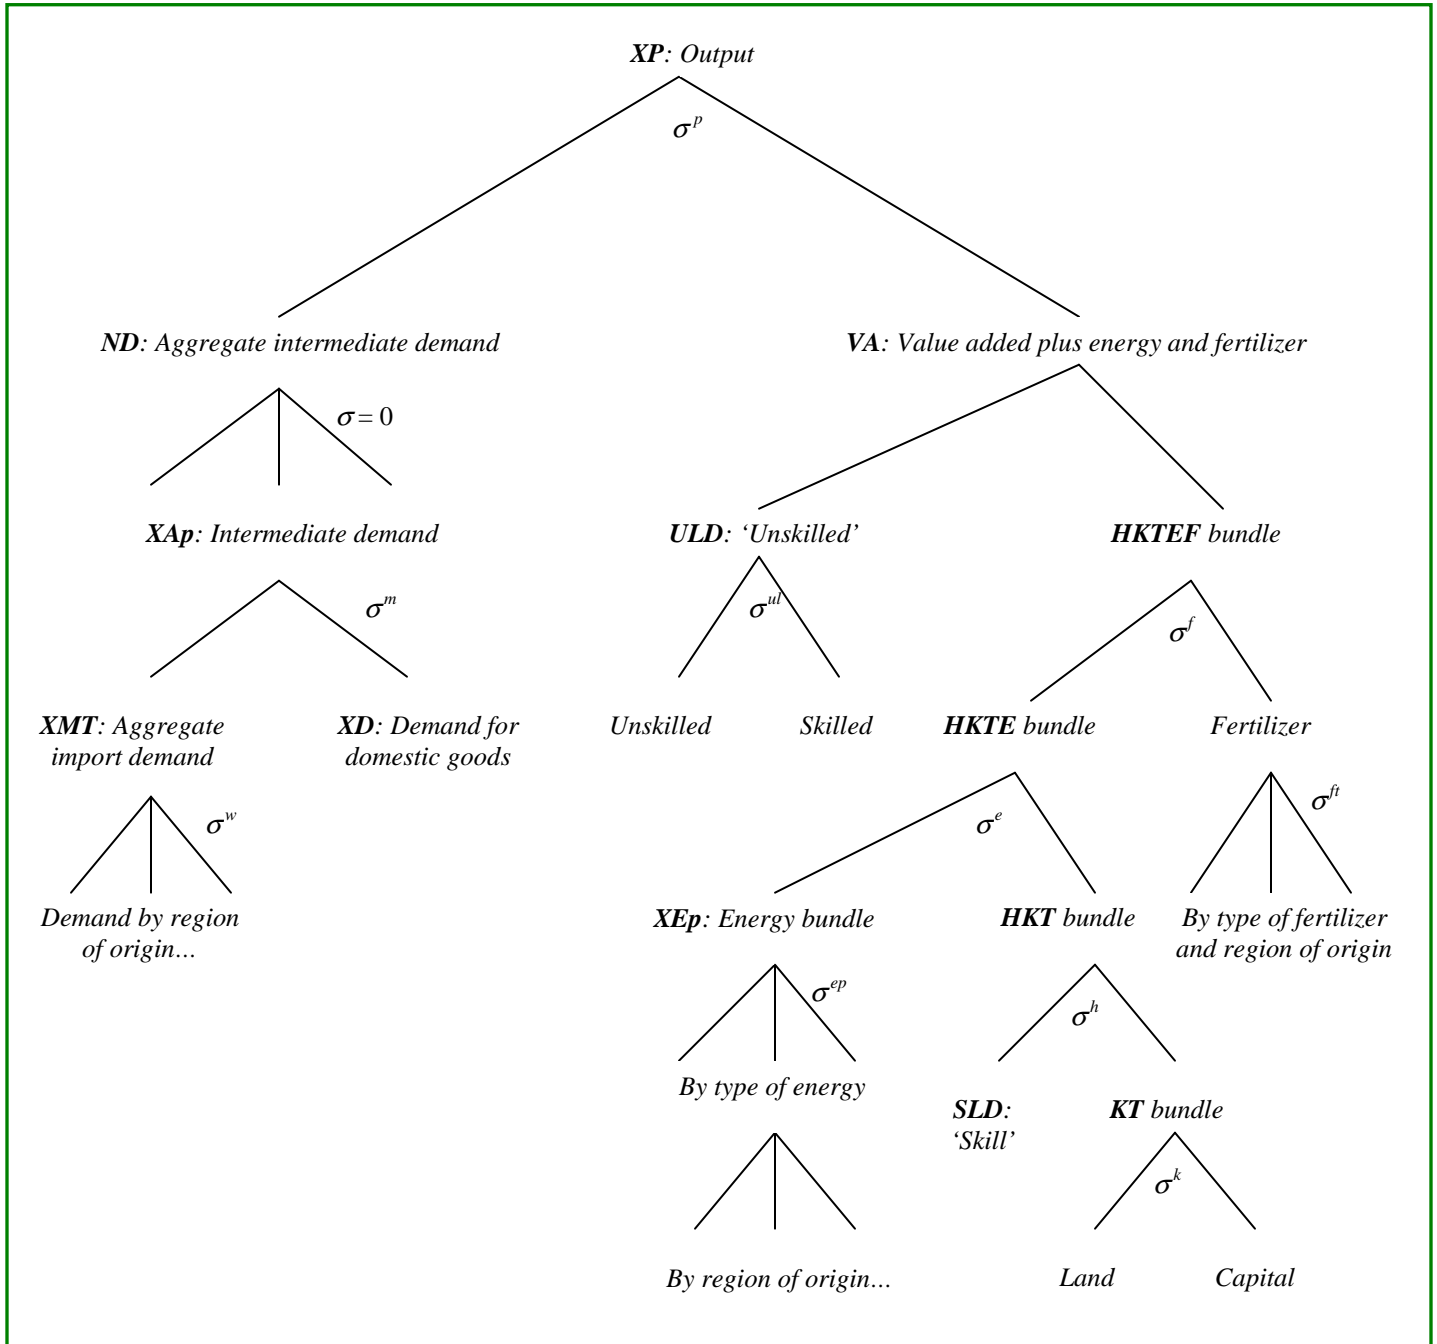 XP: Output
σ^p
ND: Aggregate intermediate demand
VA: Value added plus energy and fertilizer
σ = 0
XAp: Intermediate demand
ULD: ‘Unskilled’
HKTEF bundle
σ^m
σ^ul
σ^f
XMT: Aggregate
import demand
XD: Demand for
domestic goods
Unskilled
Skilled
HKTE bundle
Fertilizer
σ^w
σ^e
σ^ft
Demand by region
of origin…
XEp: Energy bundle
HKT bundle
By type of fertilizer
and region of origin
σ^ep
σ^h
By type of energy
SLD:
‘Skill’
KT bundle
σ^k
By region of origin…
Land
Capital